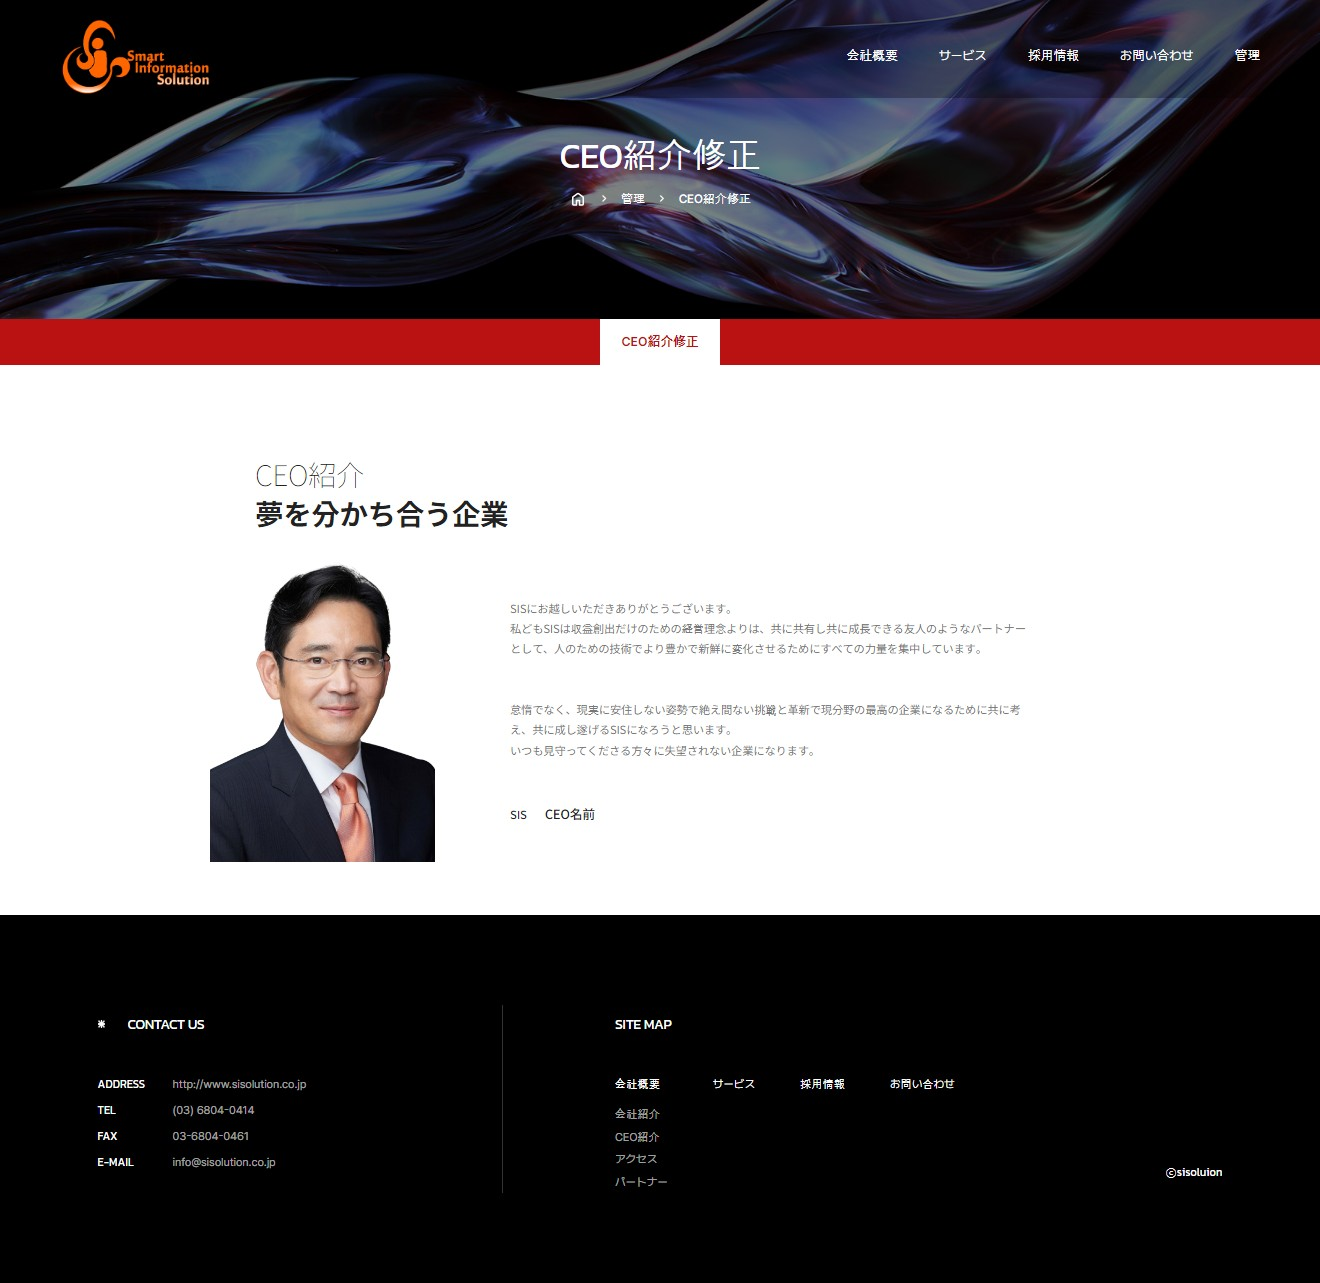 Smart
Information
Solution
会社概要 サービス 採用情報 お問い合わせ 管理
CEO紹介修正
管理 CEO紹介修正
CEO紹介修正
CEO紹介
夢を分かち合う企業
SISにお越しいただきありがとうございます。
私どもSISは収益創出だけのための経営理念よりは、共に共有し共に成長できる友人のようなパートナー
として、人のための技術でより豊かで新鮮に変化させるためにすべての力量を集中しています。
怠惰でなく、現実に安住しない姿勢で絶え間ない挑戦と革新で現分野の最高の企業になるために共に考
え、共に成し遂げるSISになろうと思います。
いつも見守ってくださる方々に失望されない企業になります。
SIS CEO名前
CONTACT US
ADDRESS http://www.sisolution.co.jp
TEL (03) 6804-0414
FAX 03-6804-0461
E-MAIL info@sisolution.co.jp
SITE MAP
会社概要 サービス 採用情報 お問い合わせ
会社紹介
CEO紹介
アクセス
パートナー
ⓒsisoluion